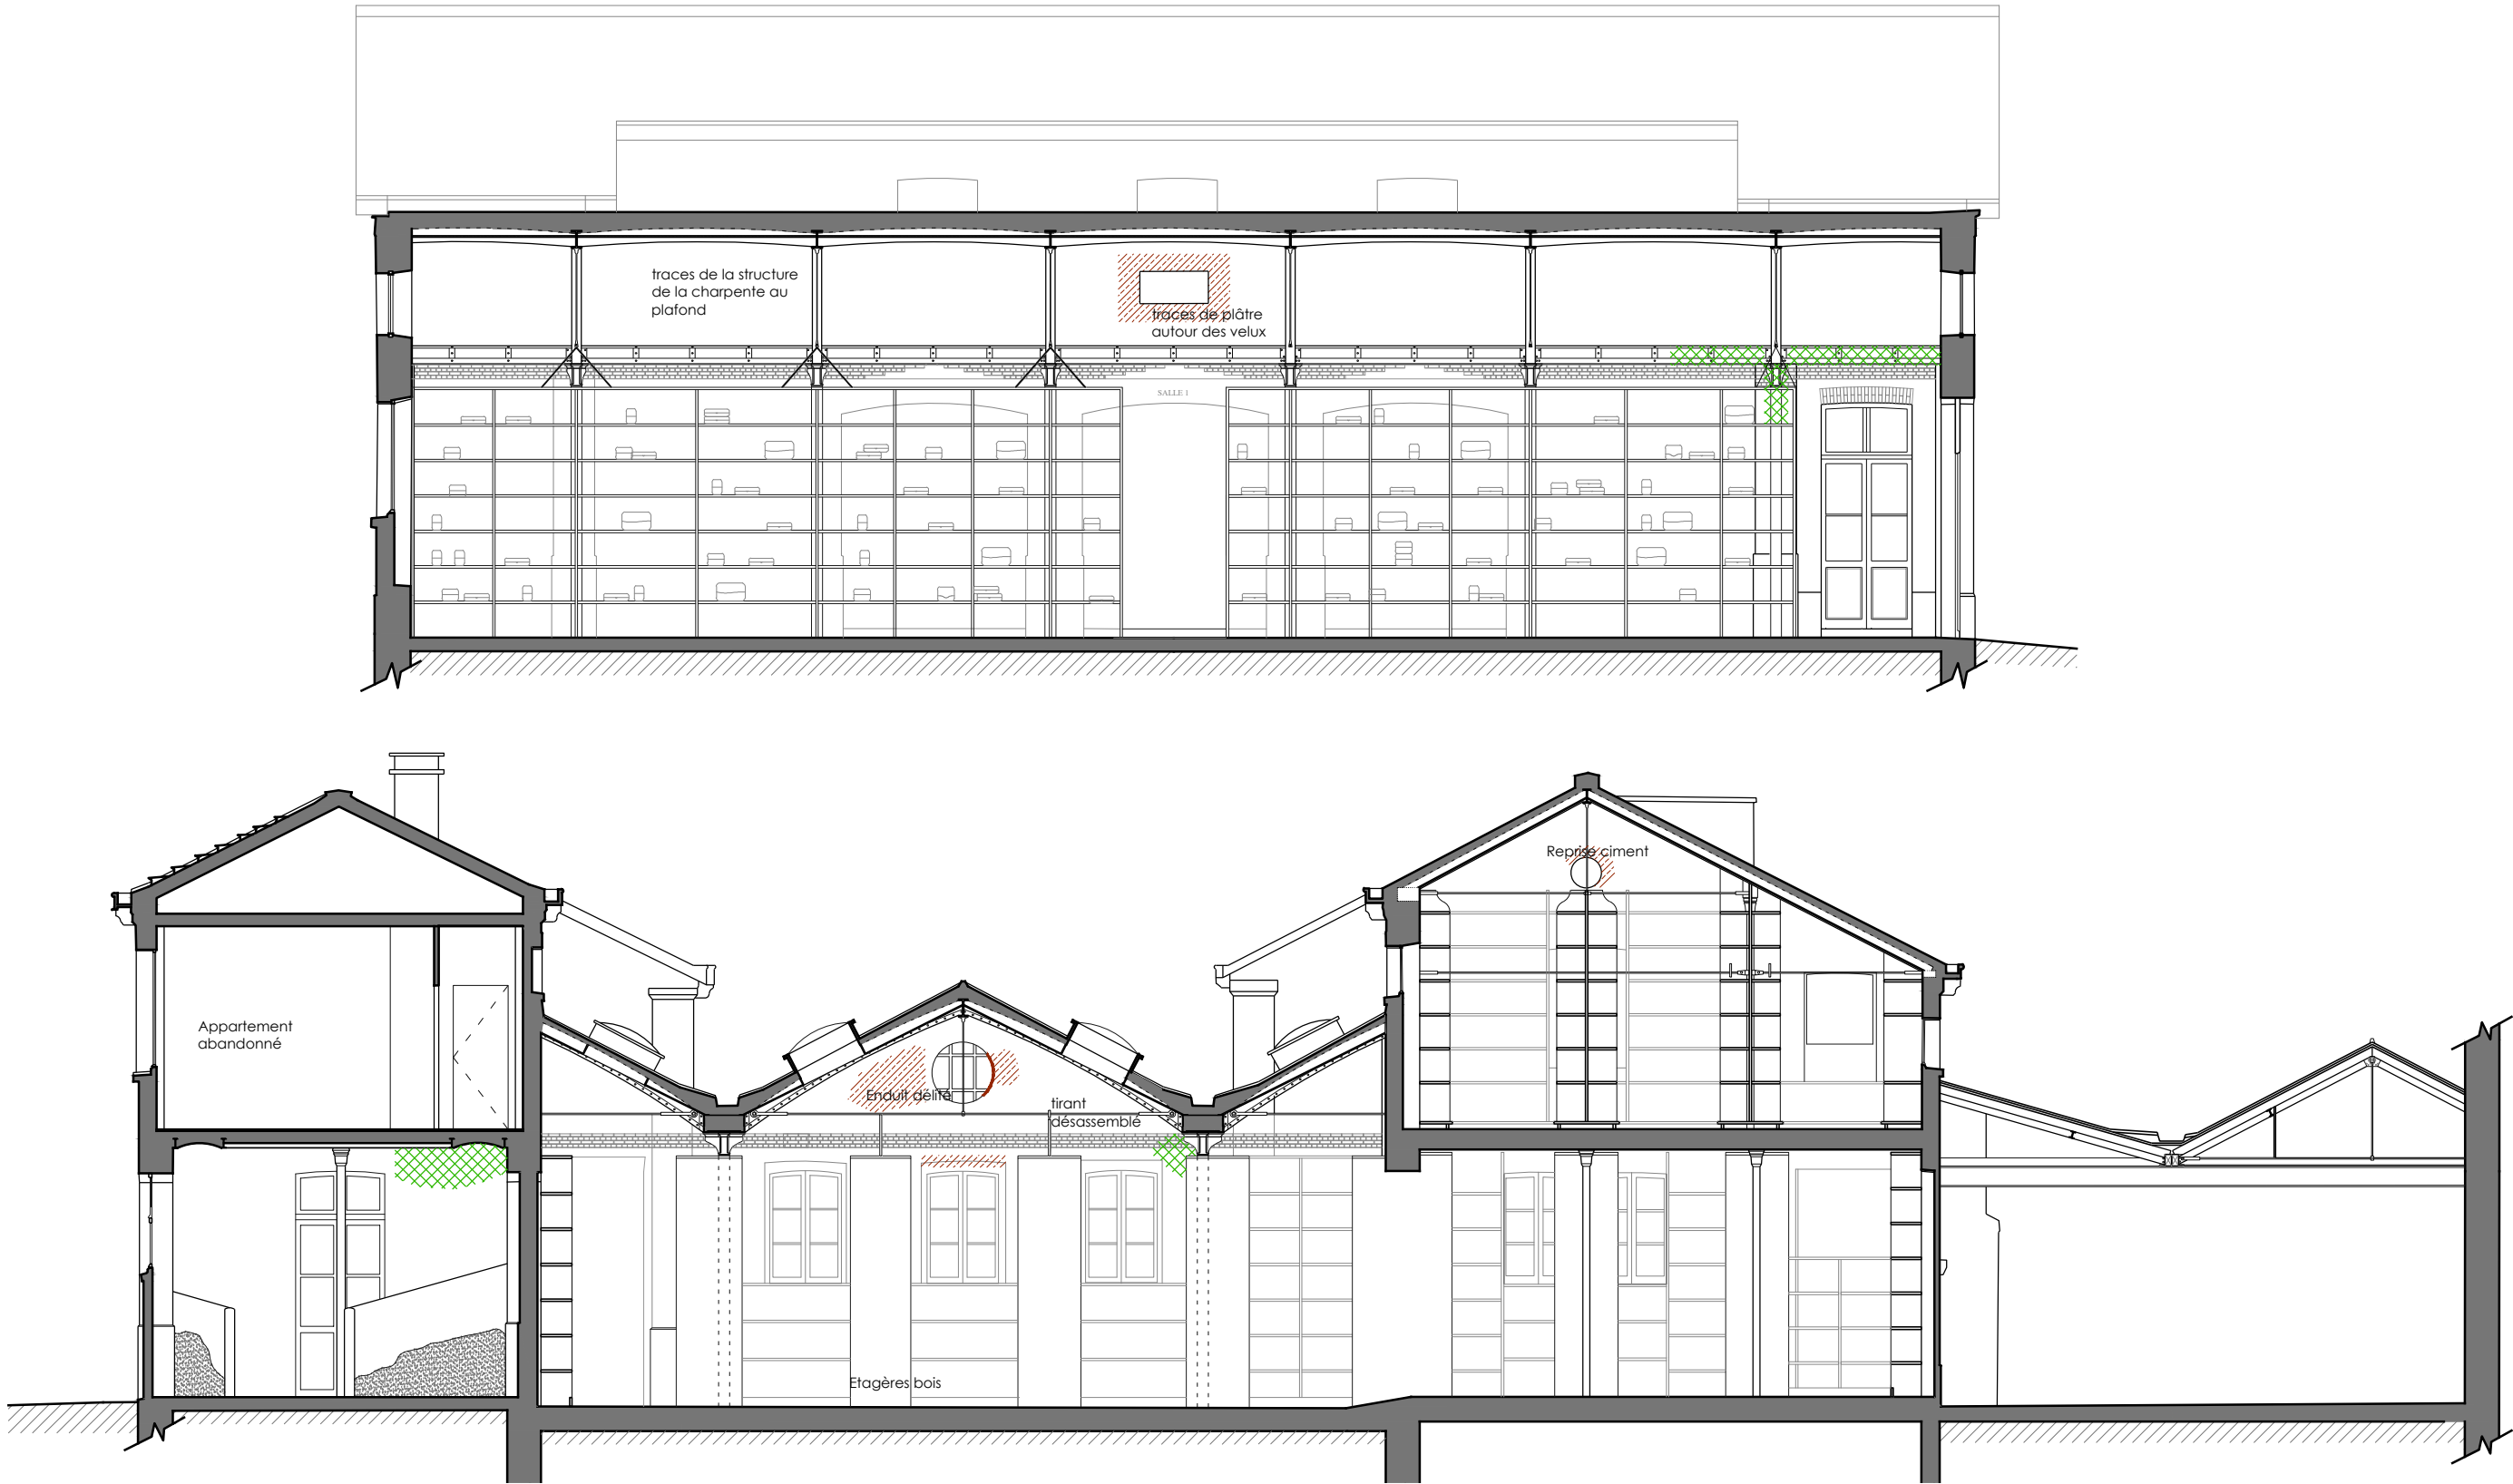 traces de la structure
de la charpente au
plafond
traces de plâtre
autour des velux
SALLE 1
Reprise ciment
Appartement
abandonné
Enduit délité
tirant
désassemblé
Etagères bois